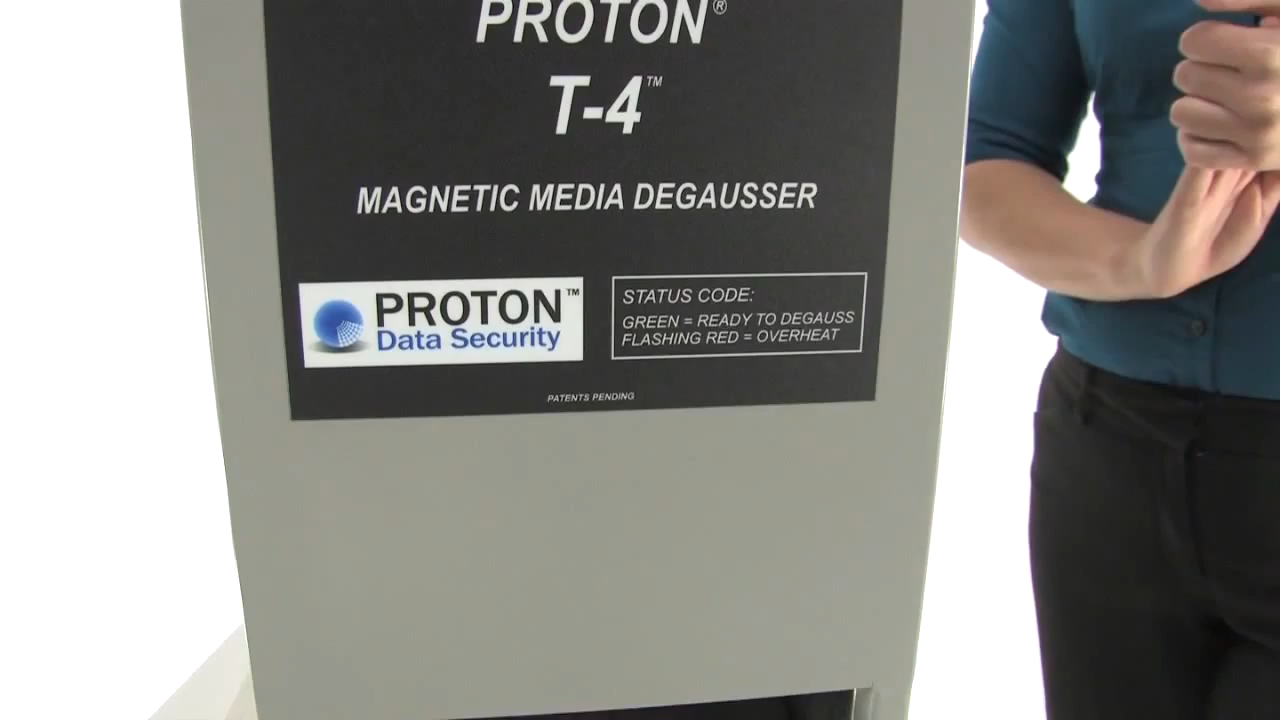 PROTON®
T-4™
MAGNETIC MEDIA DEGAUSSER
PROTON™
Data Security
STATUS CODE:
GREEN = READY TO DEGAUSS
FLASHING RED = OVERHEAT
PATENTS PENDING